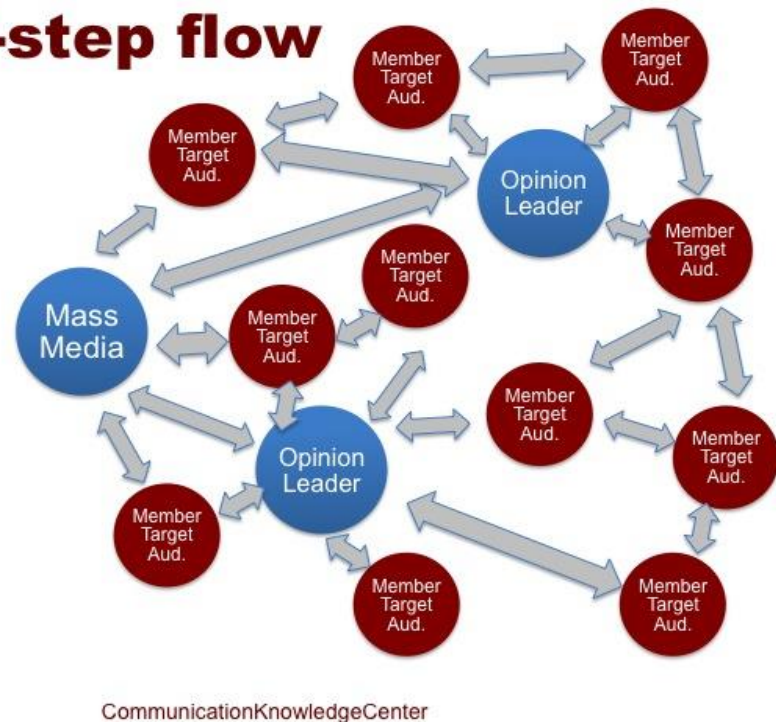 -step flow
Member
Target
Aud.
Member
Target
Aud.
Member
Target
Aud.
Opinion
Leader
Member
Target
Aud.
Member
Target
Aud.
Mass
Media
Member
Target
Aud.
Member
Target
Aud.
Member
Target
Aud.
Opinion
Leader
Member
Target
Aud.
Member
Target
Aud.
Member
Target
Aud.
CommunicationKnowledgeCenter